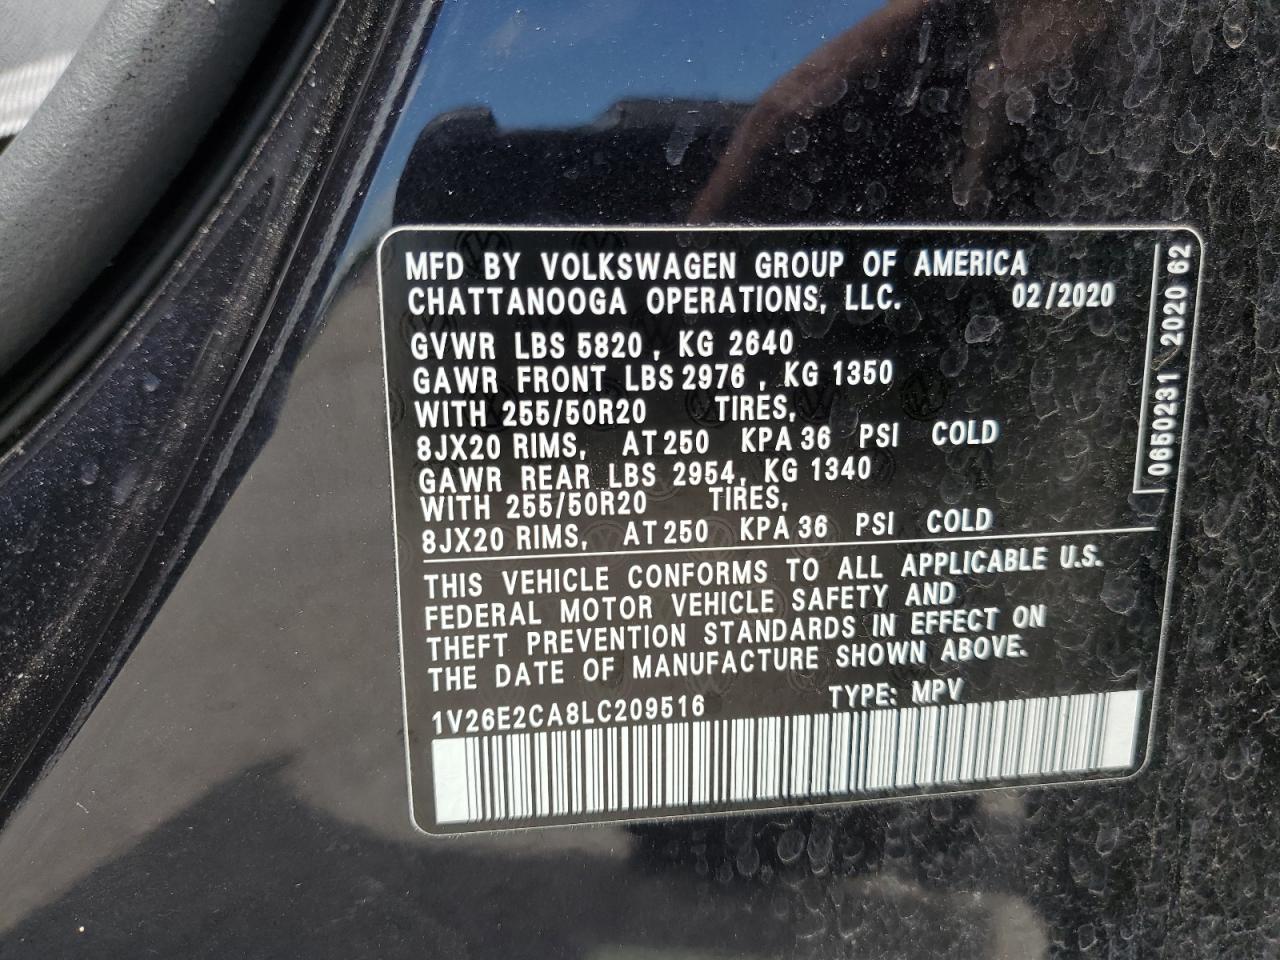 MFD BY VOLKSWAGEN GROUP OF AMERICA
CHATTANOOGA OPERATIONS, LLC. 02/2020
GVWR LBS 5820, KG 2640
GAWR FRONT LBS 2976, KG 1350
WITH 255/50R20 TIRES,
8JX20 RIMS, AT 250 KPA 36 PSI COLD
GAWR REAR LBS 2954, KG 1340
WITH 255/50R20 TIRES,
8JX20 RIMS, AT 250 KPA 36 PSI COLD
THIS VEHICLE CONFORMS TO ALL APPLICABLE U.S.
FEDERAL MOTOR VEHICLE SAFETY AND
THEFT PREVENTION STANDARDS IN EFFECT ON
THE DATE OF MANUFACTURE SHOWN ABOVE.
1V26E2CA8LC209516 TYPE: MPV
0650231 2020 62